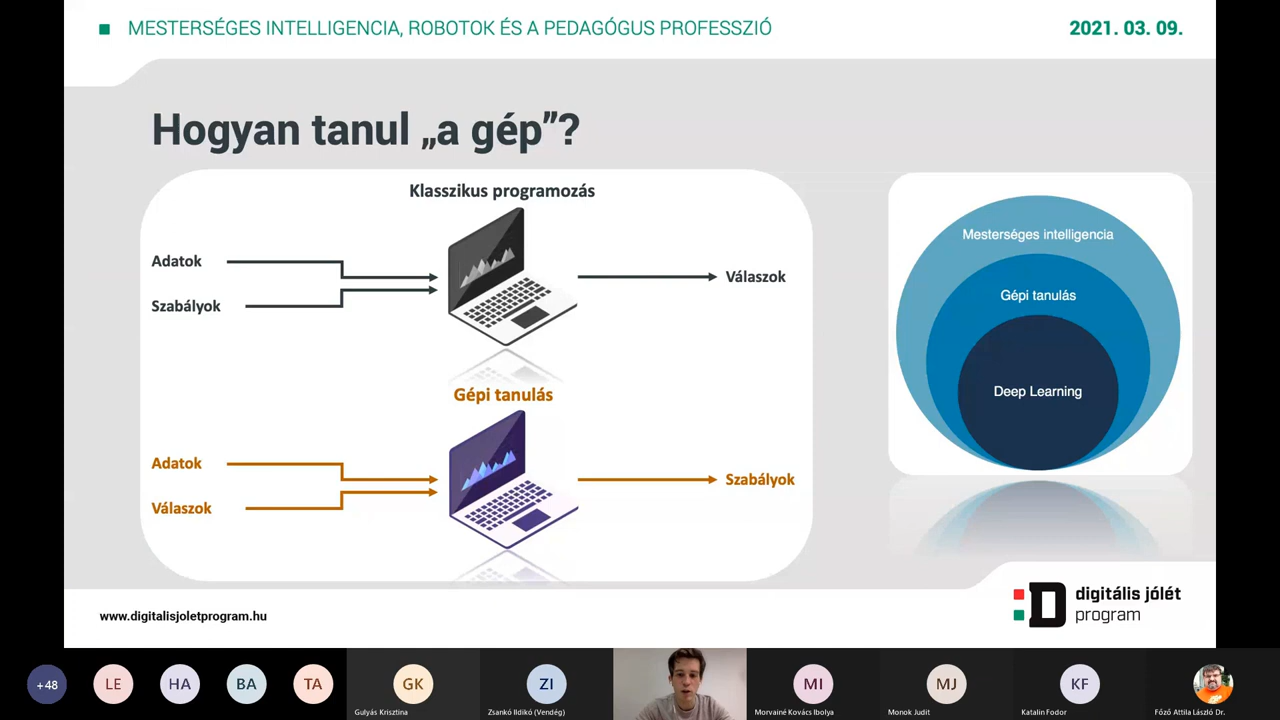 MESTERSÉGES INTELLIGENCIA, ROBOTOK ÉS A PEDAGÓGUS PROFESSZIÓ
2021. 03. 09.
Hogyan tanul „a gép”?
Klasszikus programozás
Adatok
Szabályok
Válaszok
Gépi tanulás
Adatok
Válaszok
Szabályok
Mesterséges intelligencia
Gépi tanulás
Deep Learning
www.digitalisjoletprogram.hu
digitális jólét
program
+48
LE
HA
BA
TA
GK
Gulyás Krisztina
ZI
Zsankó Ildikó (Vendég)
MI
Morvainé Kovács Ibolya
MJ
Monok Judit
KF
Katalin Fodor
Főző Attila László Dr.